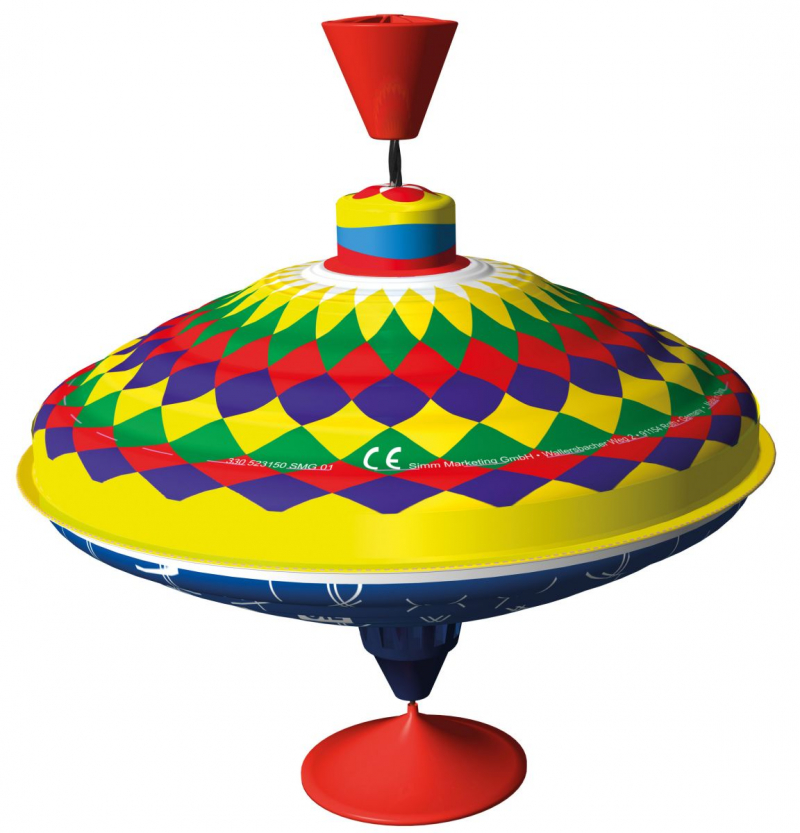 330 523150 SMG.01 CE Simm Marketing GmbH • Wallersbacher Weg 2 • 91154 Roth • Germany •